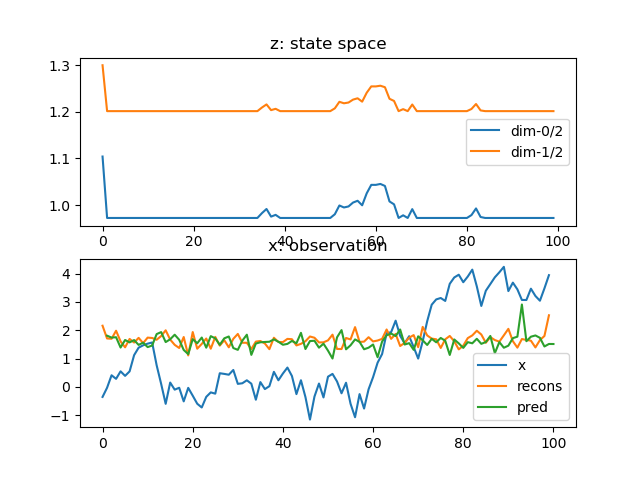 z: state space
1.3
1.2
1.1
1.0
dim-0/2
dim-1/2
0 20 40 60 80 100
x: observation
4
3
2
1
0
−1
x
recons
pred
0 20 40 60 80 100